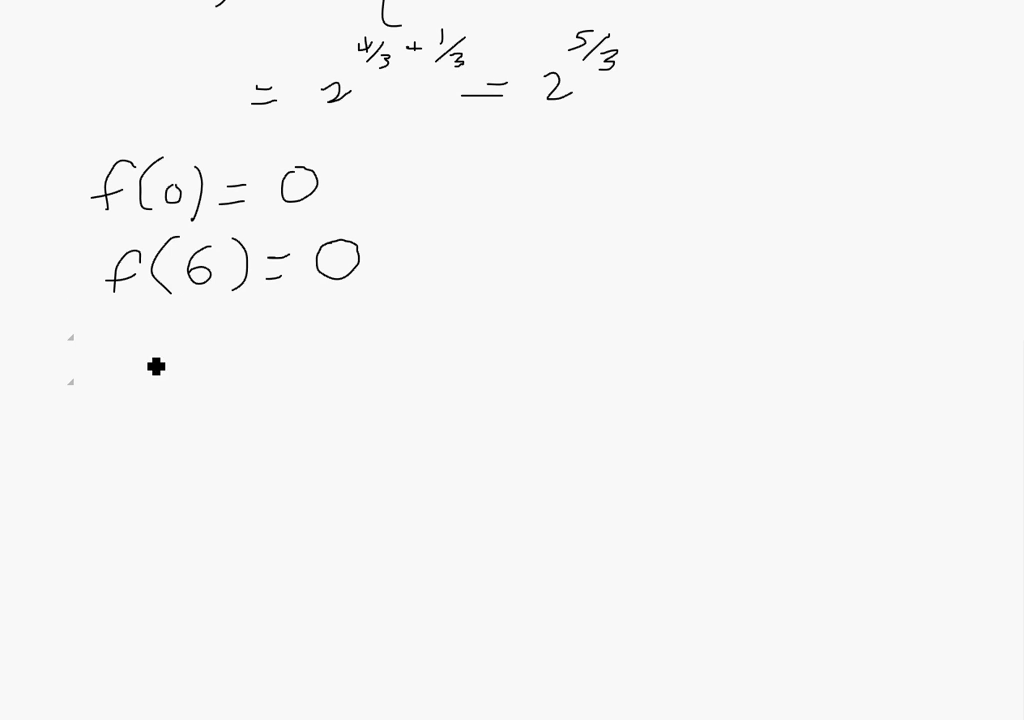 = 2^{4/3 + 1/3} = 2^{5/3}
f(0) = 0
f(6) = 0